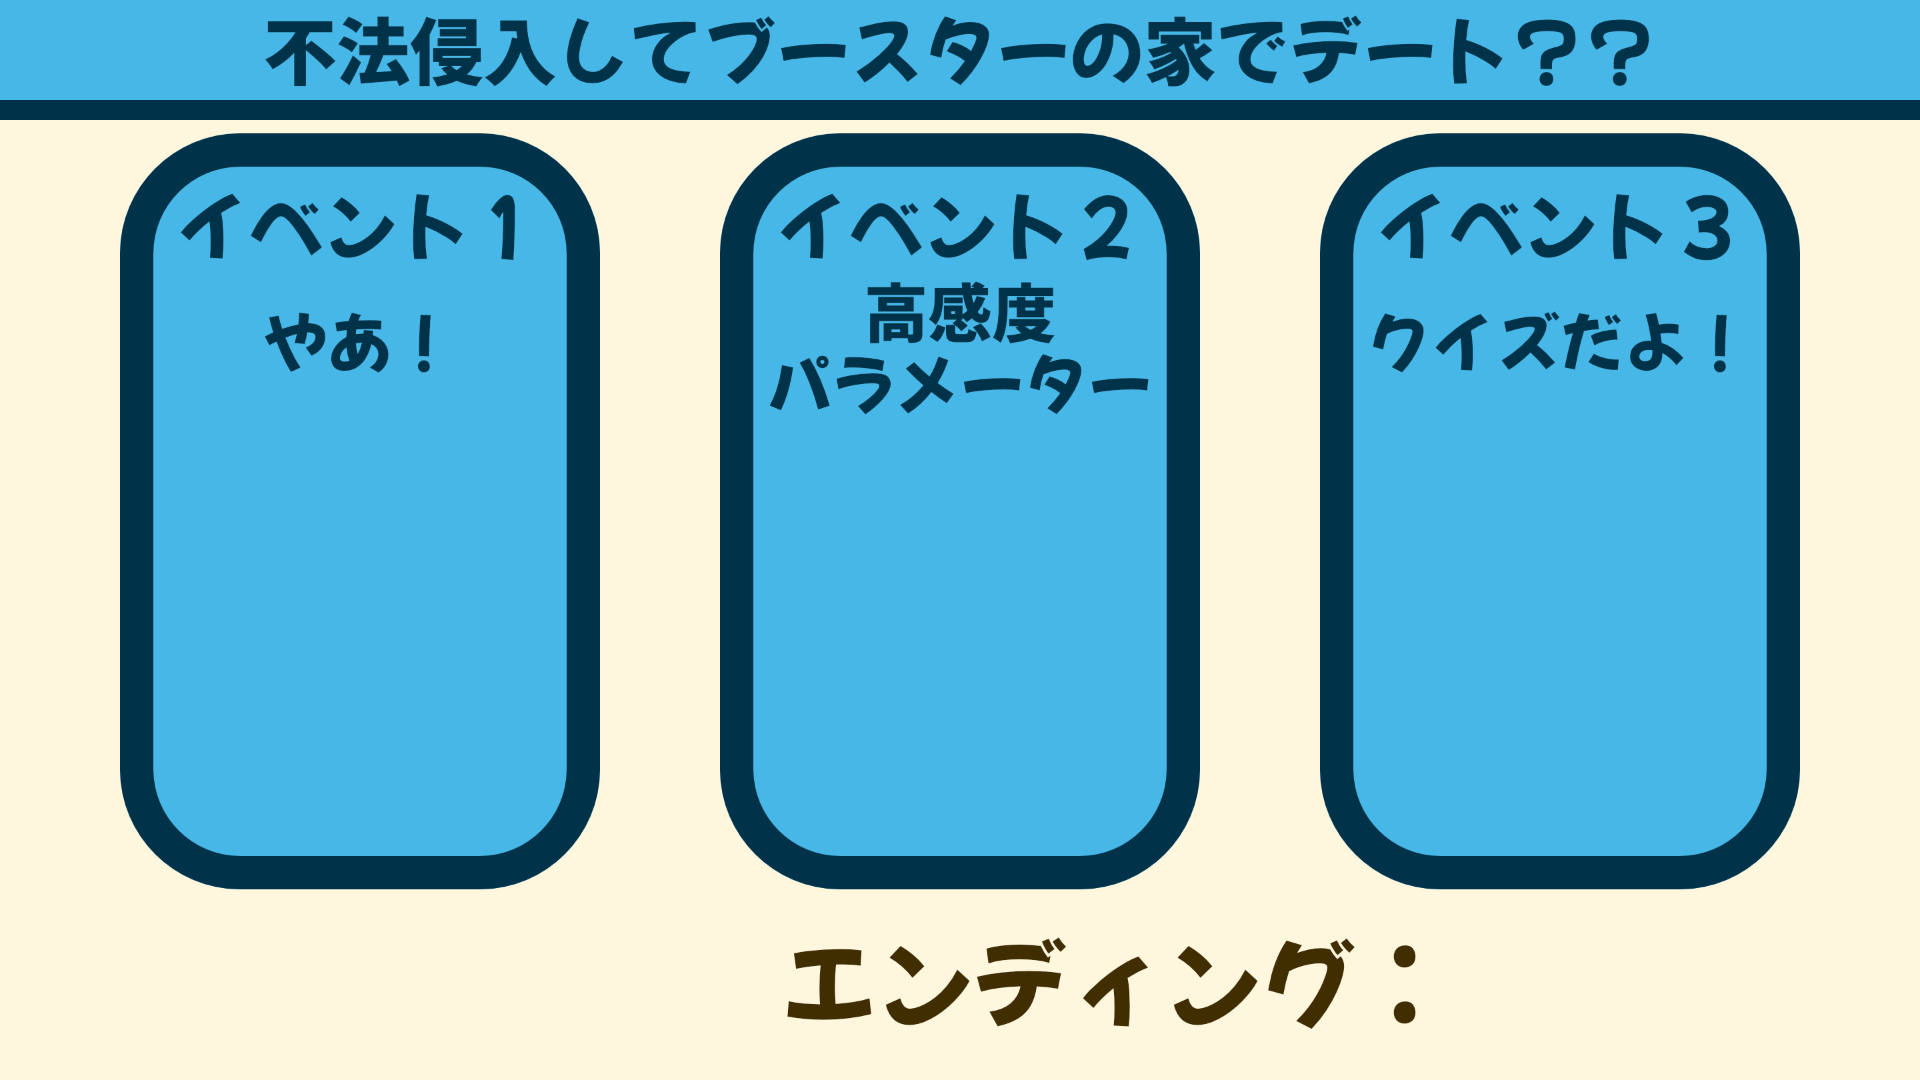 不法侵入してブースターの家でデート??
イベント1
やあ!
イベント2
高感度
パラメーター
イベント3
クイズだよ!
エンディング: